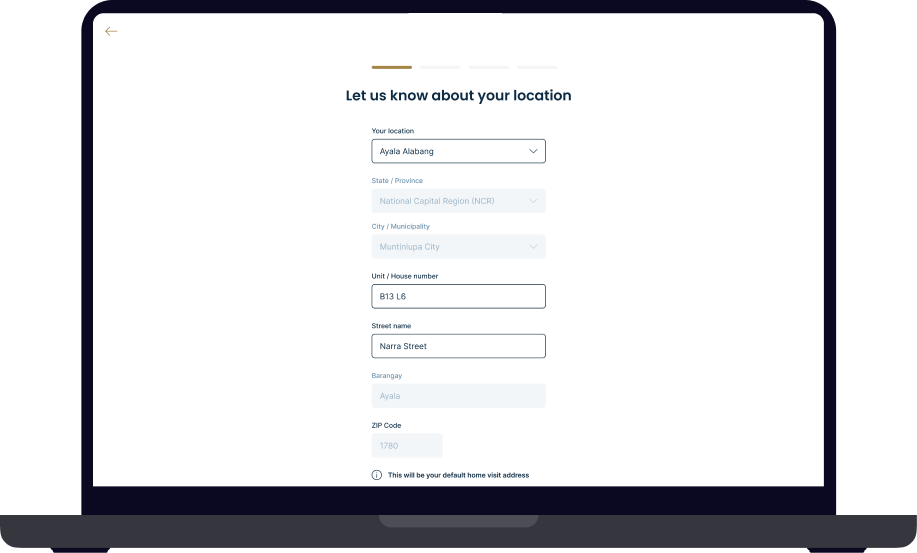 Let us know about your location
Your location
Ayala Alabang
State / Province
National Capital Region (NCR)
City / Municipality
Muntinlupa City
Unit / House number
B13 L6
Street name
Narra Street
Barangay
Ayala
ZIP Code
1780
This will be your default home visit address